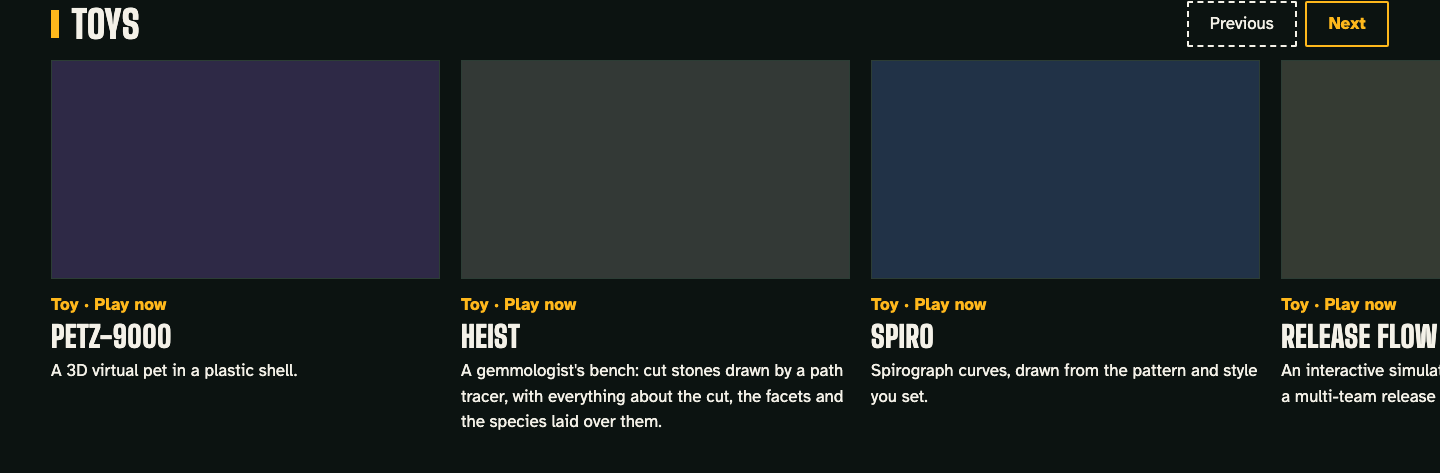 TOYS
Previous
Next
Toy · Play now
PETZ-9000
A 3D virtual pet in a plastic shell.
Toy · Play now
HEIST
A gemmologist's bench: cut stones drawn by a path
tracer, with everything about the cut, the facets and
the species laid over them.
Toy · Play now
SPIRO
Spirograph curves, drawn from the pattern and style
you set.
Toy · Play now
RELEASE FLOW
An interactive
a multi-team release